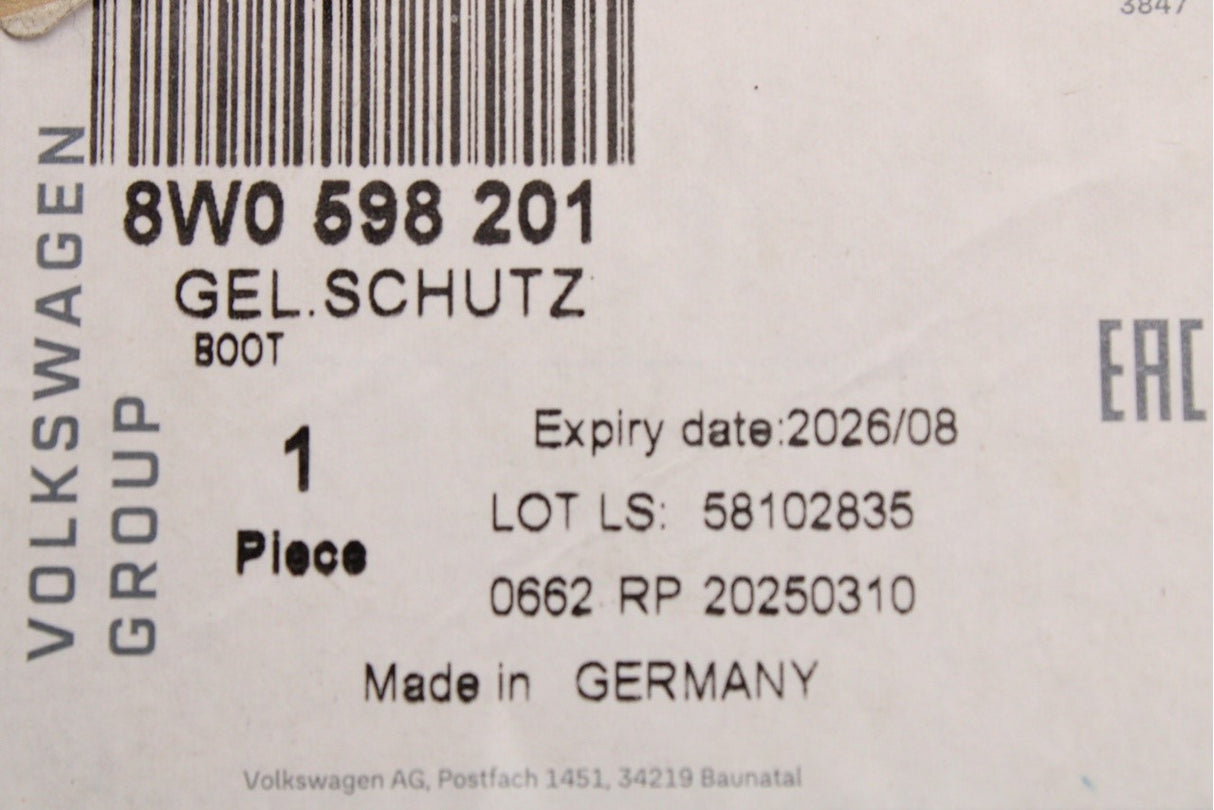 3847
VOLKSWAGEN
GROUP
8W0 598 201
GEL.SCHUTZ
BOOT
1
Piece
Expiry date:2026/08
LOT LS: 58102835
0662 RP 20250310
Made in GERMANY
EAC
Volkswagen AG, Postfach 1451, 34219 Baunatal